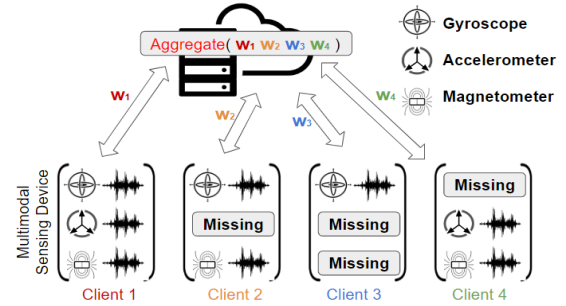 Aggregate( w1 w2 w3 w4 )
Gyroscope
Accelerometer
Magnetometer
w1
w2
w3
w4
Multimodal
Sensing Device
Missing
Missing
Missing
Missing
Client 1
Client 2
Client 3
Client 4